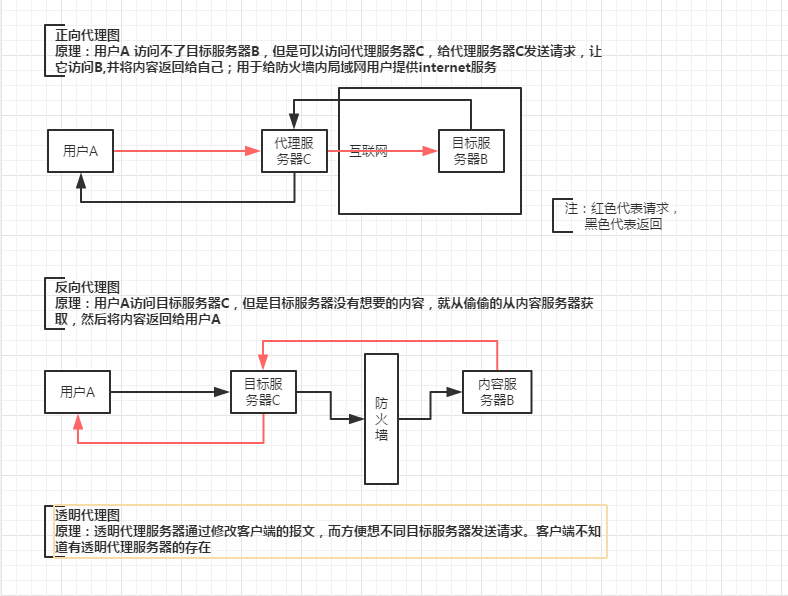 正向代理图
原理：用户A 访问不了目标服务器B，但是可以访问代理服务器C，给代理服务器C发送请求，让
它访问B,并将内容返回给自己；用于给防火墙内局域网用户提供internet服务
用户A
代理服
务器C
互联网
目标服
务器B
注：红色代表请求，
黑色代表返回
反向代理图
原理：用户A访问目标服务器C，但是目标服务器没有想要的内容，就从偷偷的从内容服务器获
取，然后将内容返回给用户A
用户A
目标服
务器C
防
火
墙
内容服
务器B
透明代理图
原理：透明代理服务器通过修改客户端的报文，而方便想不同目标服务器发送请求。客户端不知
道有透明代理服务器的存在